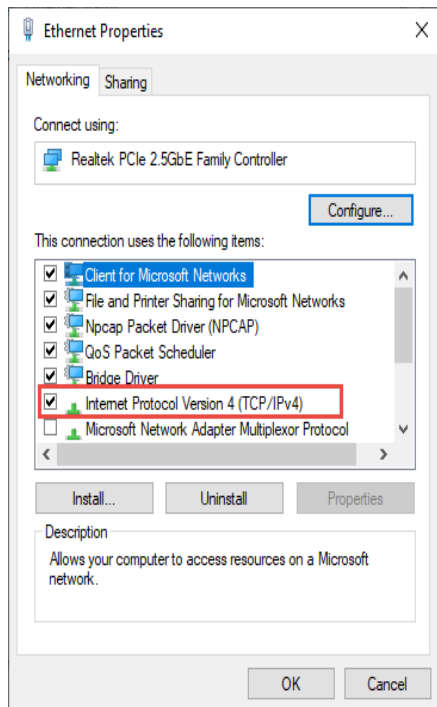 Ethernet Properties
Networking
Sharing
Connect using:
Realtek PCIe 2.5GbE Family Controller
Configure...
This connection uses the following items:
Client for Microsoft Networks
File and Printer Sharing for Microsoft Networks
Npcap Packet Driver (NPCAP)
QoS Packet Scheduler
Bridge Driver
Internet Protocol Version 4 (TCP/IPv4)
Microsoft Network Adapter Multiplexor Protocol
Install...
Uninstall
Properties
Description
Allows your computer to access resources on a Microsoft
network.
OK
Cancel